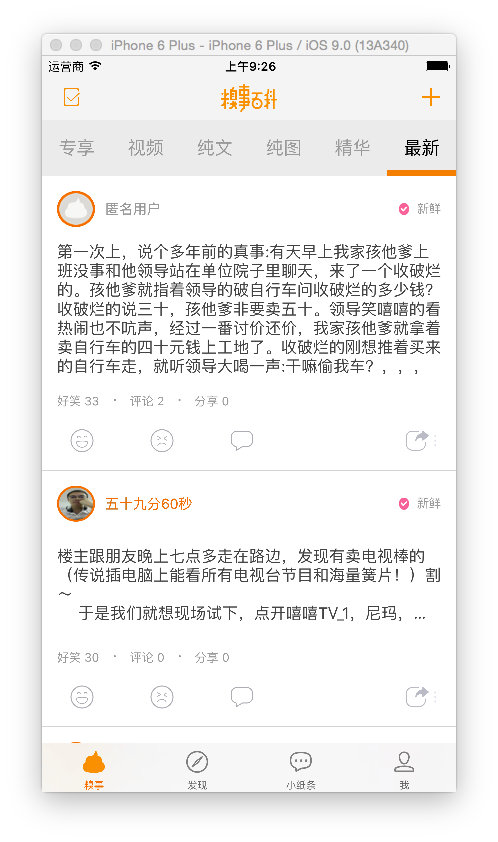 iPhone 6 Plus - iPhone 6 Plus / iOS 9.0 (13A340)
运营商 上午9:26
糗事百科
专享 视频 纯文 纯图 精华 最新
匿名用户 新鲜
第一次上，说个多年前的真事:有天早上我家孩他爹上
班没事和他领导站在单位院子里聊天，来了一个收破烂
的。孩他爹就指着领导的破自行车问收破烂的多少钱?
收破烂的说三十，孩他爹非要卖五十。领导笑嘻嘻的看
热闹也不吭声，经过一番讨价还价，我家孩他爹就拿着
卖自行车的四十元钱上工地了。收破烂的刚想推着买来
的自行车走，就听领导大喝一声:干嘛偷我车？，，，
好笑 33 · 评论 2 · 分享 0
五十九分60秒 新鲜
楼主跟朋友晚上七点多走在路边，发现有卖电视棒的
（传说插电脑上能看所有电视台节目和海量簧片！）割
～
于是我们就想现场试下，点开嘻嘻TV_1，尼玛，...
好笑 30 · 评论 0 · 分享 0
糗事 发现 小纸条 我